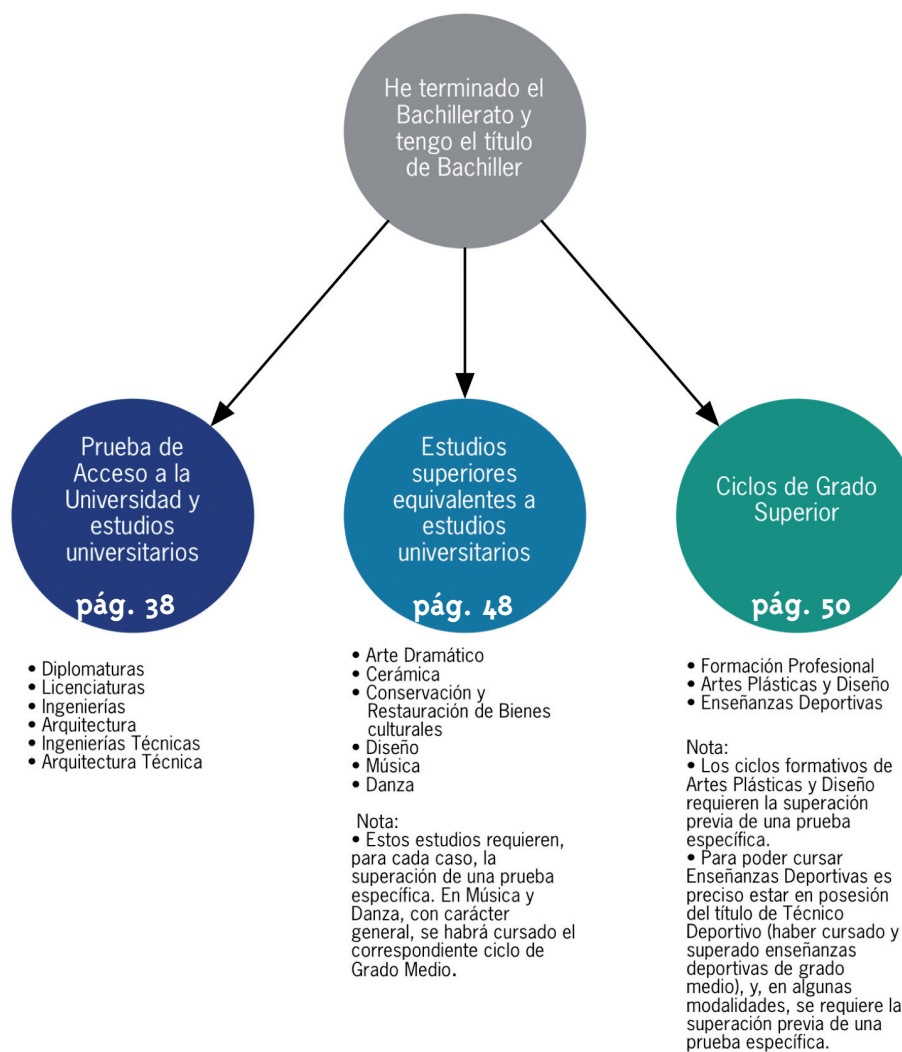 He terminado el
Bachillerato y
tengo el título
de Bachiller
Prueba de
Acceso a la
Universidad y
estudios
universitarios
pág. 38
• Diplomaturas
• Licenciaturas
• Ingenierías
• Arquitectura
• Ingenierías Técnicas
• Arquitectura Técnica
Estudios
superiores
equivalentes a
estudios
universitarios
pág. 48
• Arte Dramático
• Cerámica
• Conservación y
Restauración de Bienes
culturales
• Diseño
• Música
• Danza
Nota:
• Estos estudios requieren,
para cada caso, la
superación de una prueba
específica. En Música y
Danza, con carácter
general, se habrá cursado el
correspondiente ciclo de
Grado Medio.
Ciclos de Grado
Superior
pág. 50
• Formación Profesional
• Artes Plásticas y Diseño
• Enseñanzas Deportivas
Nota:
• Los ciclos formativos de
Artes Plásticas y Diseño
requieren la superación
previa de una prueba
específica.
• Para poder cursar
Enseñanzas Deportivas es
preciso estar en posesión
del título de Técnico
Deportivo (haber cursado y
superado enseñanzas
deportivas de grado
medio), y, en algunas
modalidades, se requiere la
superación previa de una
prueba específica.